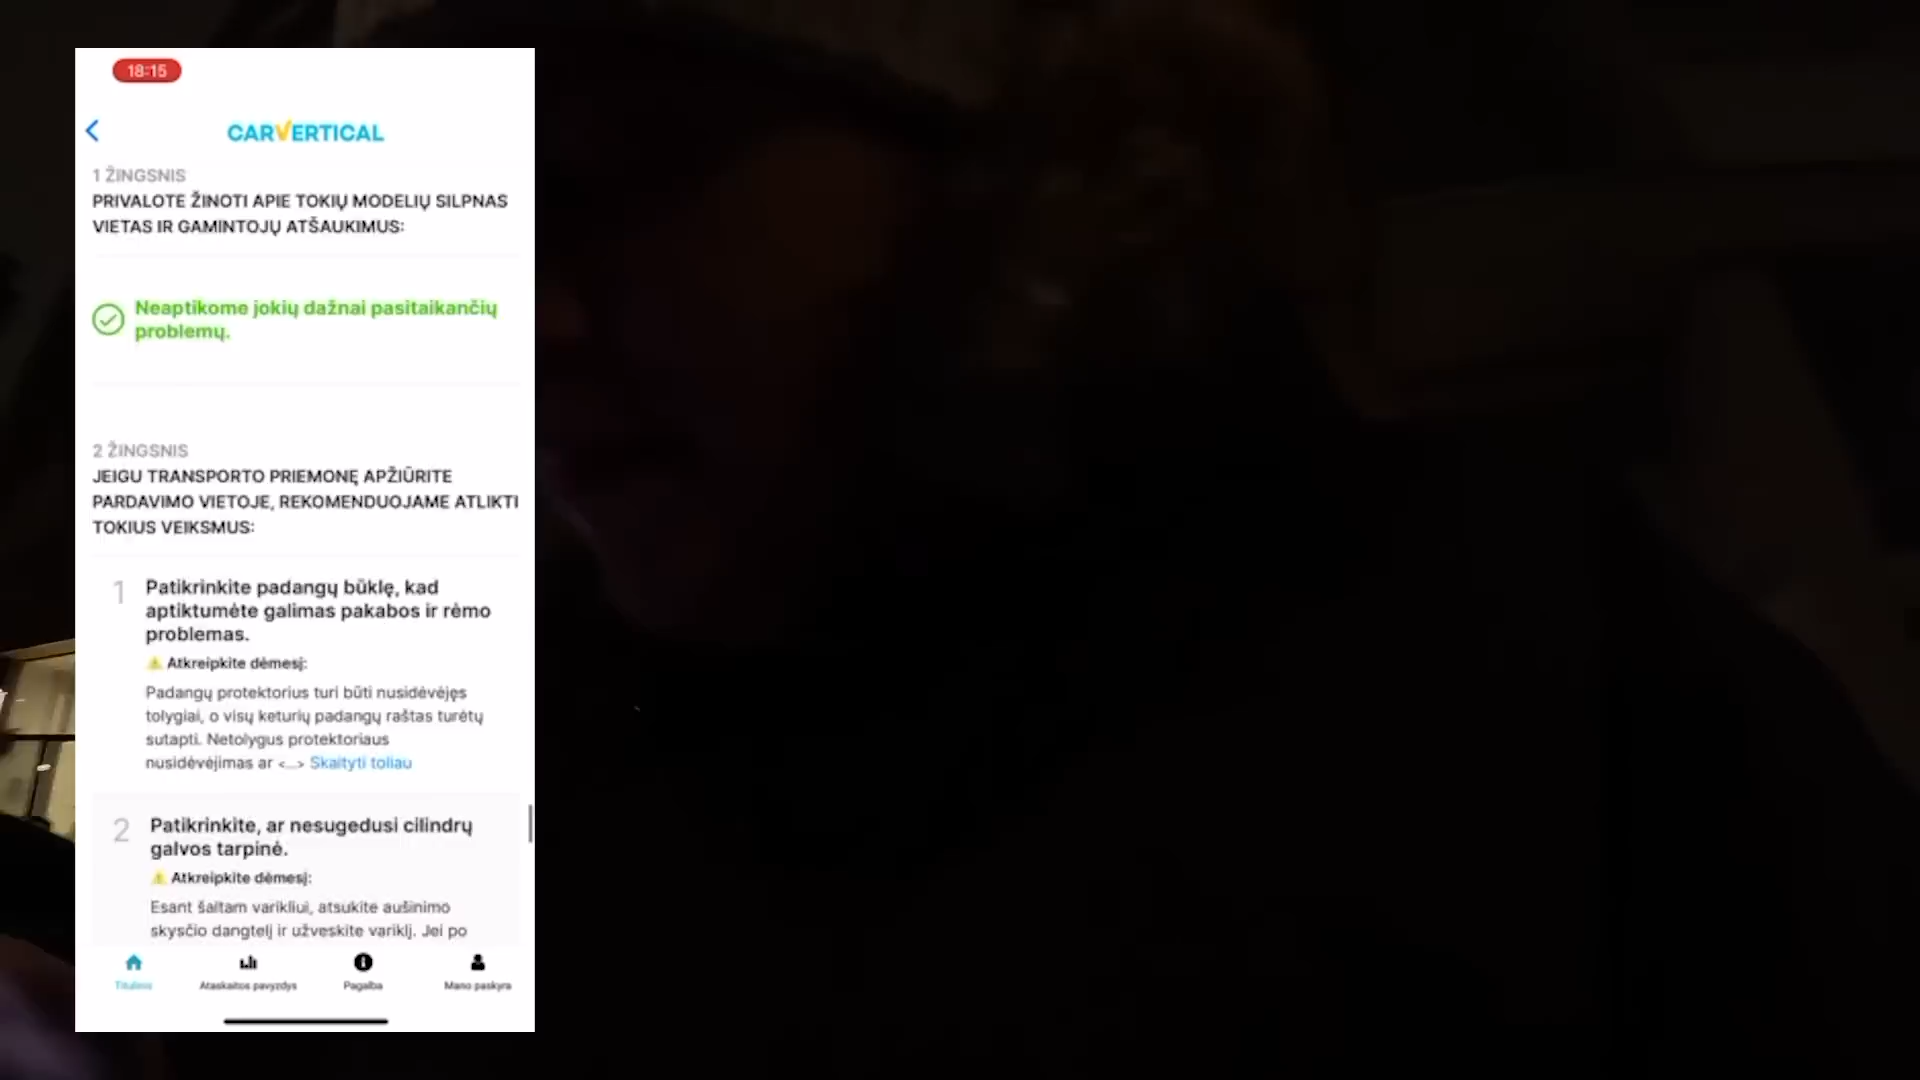 18:15
CARVERTICAL
1 ŽINGSNIS
PRIVALOTE ŽINOTI APIE TOKIŲ MODELIŲ SILPNAS
VIETAS IR GAMINTOJŲ ATŠAUKIMUS:
Neaptikome jokių dažnai pasitaikančių
problemų.
2 ŽINGSNIS
JEIGU TRANSPORTO PRIEMONĘ APŽIŪRITE
PARDAVIMO VIETOJE, REKOMENDUOJAME ATLIKTI
TOKIUS VEIKSMUS:
1
Patikrinkite padangų būklę, kad
aptiktumėte galimas pakabos ir rėmo
problemas.
Atkreipkite dėmesį:
Padangų protektorius turi būti nusidėvėjęs
tolygiai, o visų keturių padangų raštas turėtų
sutapti. Netolygus protektoriaus
nusidėvėjimas ar <...> Skaityti toliau
2
Patikrinkite, ar nesugedusi cilindrų
galvos tarpinė.
Atkreipkite dėmesį:
Esant šaltam varikliui, atsukite aušinimo
skysčio dangtelį ir užveskite variklį. Jei po
Titulinis
Ataskaitos pavyzdys
Pagalba
Mano paskyra